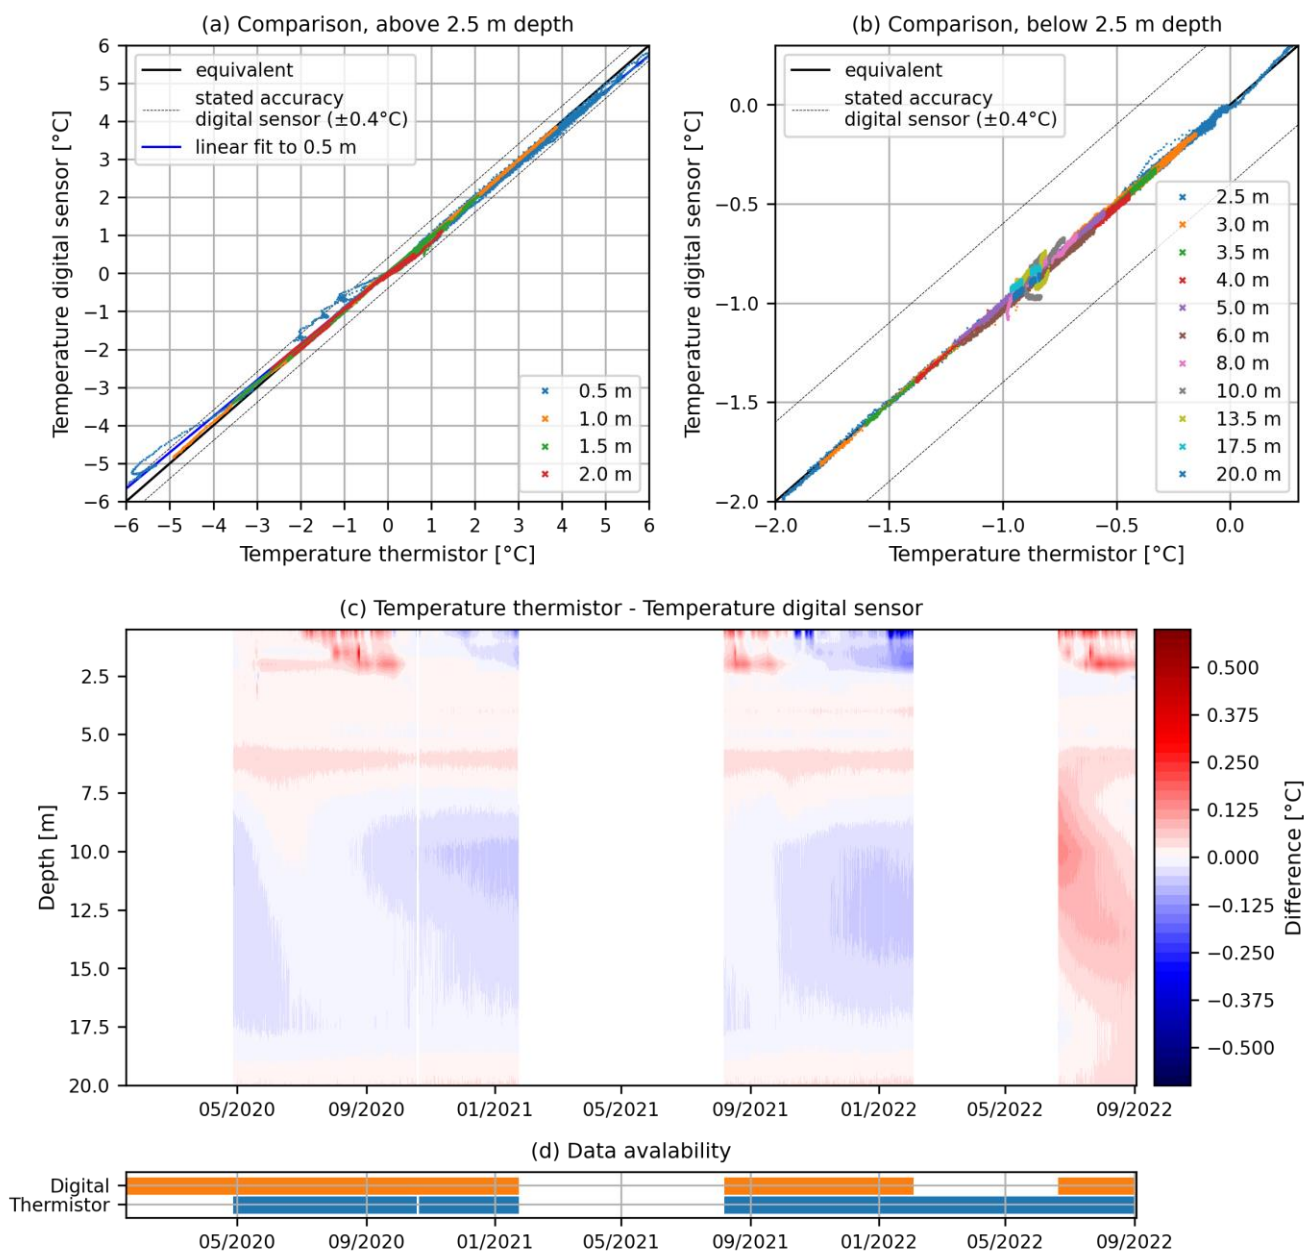 (a) Comparison, above 2.5 m depth
6
5
4
3
2
1
0
−1
−2
−3
−4
−5
−6
Temperature digital sensor [°C]
equivalent
stated accuracy
digital sensor (±0.4°C)
linear fit to 0.5 m
0.5 m
1.0 m
1.5 m
2.0 m
−6 −5 −4 −3 −2 −1 0 1 2 3 4 5 6
Temperature thermistor [°C]
(b) Comparison, below 2.5 m depth
0.0
−0.5
−1.0
−1.5
−2.0
Temperature digital sensor [°C]
equivalent
stated accuracy
digital sensor (±0.4°C)
2.5 m
3.0 m
3.5 m
4.0 m
5.0 m
6.0 m
8.0 m
10.0 m
13.5 m
17.5 m
20.0 m
−2.0 −1.5 −1.0 −0.5 0.0
Temperature thermistor [°C]
(c) Temperature thermistor - Temperature digital sensor
2.5
5.0
7.5
10.0
12.5
15.0
17.5
20.0
Depth [m]
05/2020 09/2020 01/2021 05/2021 09/2021 01/2022 05/2022 09/2022
0.500
0.375
0.250
0.125
0.000
−0.125
−0.250
−0.375
−0.500
Difference [°C]
(d) Data avalability
Digital
Thermistor
05/2020 09/2020 01/2021 05/2021 09/2021 01/2022 05/2022 09/2022